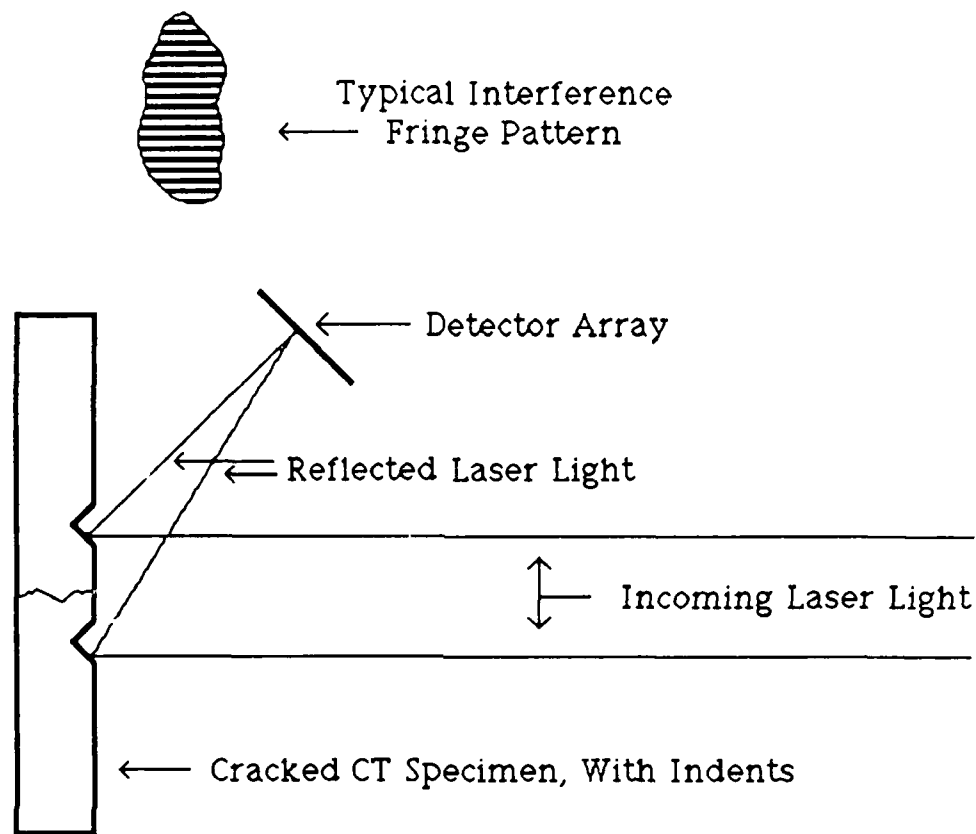 Typical Interference
Fringe Pattern
Detector Array
Reflected Laser Light
Incoming Laser Light
Cracked CT Specimen, With Indents